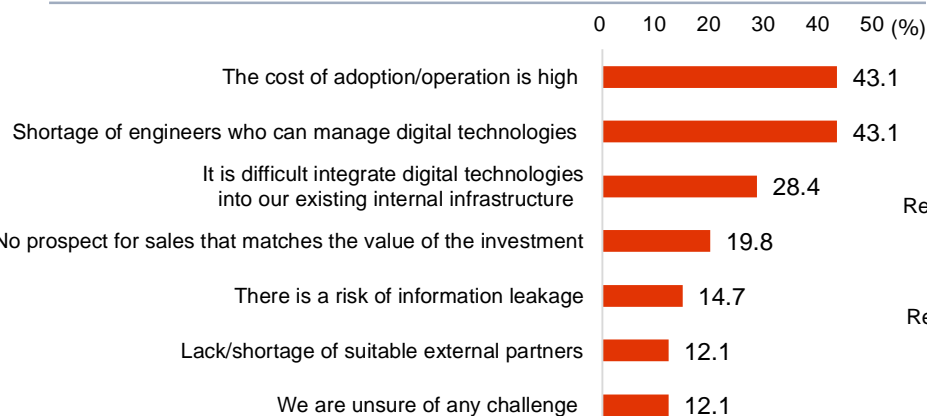 0 10 20 30 40 50 (%)
The cost of adoption/operation is high 43.1
Shortage of engineers who can manage digital technologies 43.1
It is difficult integrate digital technologies
into our existing internal infrastructure 28.4
Re
No prospect for sales that matches the value of the investment 19.8
There is a risk of information leakage 14.7
Re
Lack/shortage of suitable external partners 12.1
We are unsure of any challenge 12.1